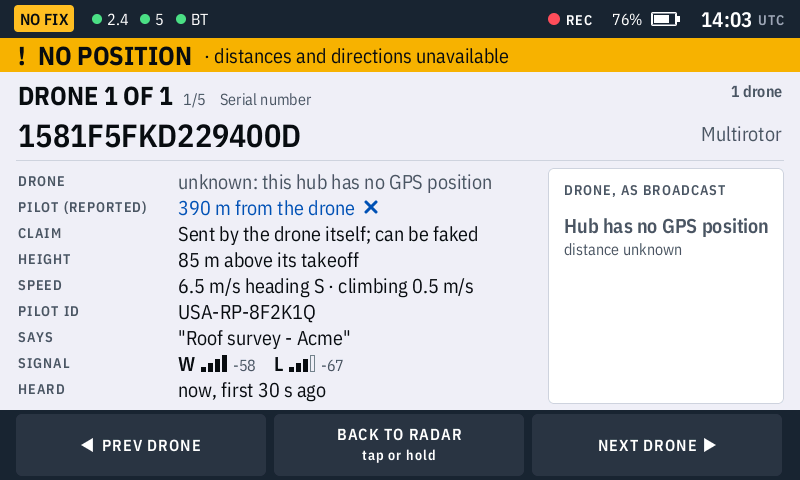 NO FIX 2.4 5 BT REC 76% 14:03 UTC
! NO POSITION · distances and directions unavailable
DRONE 1 OF 1 1/5 Serial number 1 drone
1581F5FKD229400D Multirotor
DRONE unknown: this hub has no GPS position
PILOT (REPORTED) 390 m from the drone ✕
CLAIM Sent by the drone itself; can be faked
HEIGHT 85 m above its takeoff
SPEED 6.5 m/s heading S · climbing 0.5 m/s
PILOT ID USA-RP-8F2K1Q
SAYS "Roof survey - Acme"
SIGNAL W -58 L -67
HEARD now, first 30 s ago
DRONE, AS BROADCAST
Hub has no GPS position
distance unknown
◀ PREV DRONE
BACK TO RADAR
tap or hold
NEXT DRONE ▶